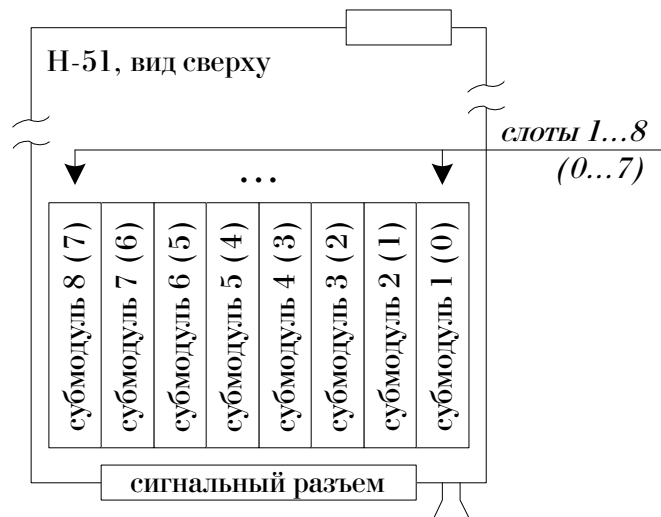 Н-51, вид сверху
слоты 1...8
(0...7)
...
субмодуль 8 (7)
субмодуль 7 (6)
субмодуль 6 (5)
субмодуль 5 (4)
субмодуль 4 (3)
субмодуль 3 (2)
субмодуль 2 (1)
субмодуль 1 (0)
сигнальный разъем